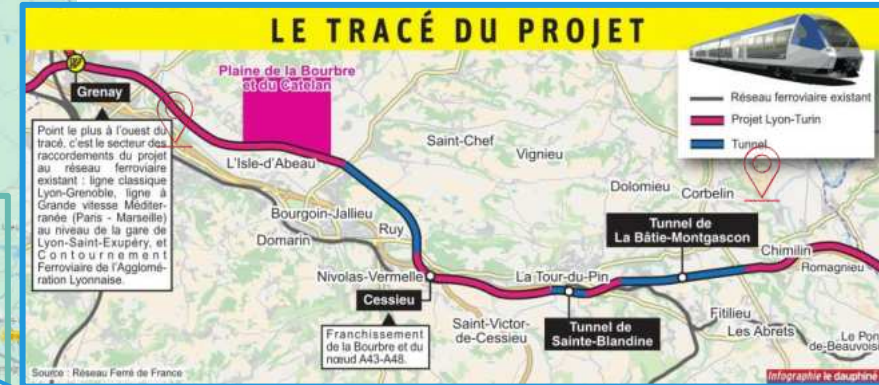 LE TRACÉ DU PROJET
Réseau ferroviaire existant
Projet Lyon-Turin
Tunnel
Grenay
Point le plus à l'ouest du
tracé, c'est le secteur des
raccordements du projet
au réseau ferroviaire
existant : ligne classique
Lyon-Grenoble, ligne à
Grande vitesse Méditer-
ranée (Paris - Marseille)
au niveau de la gare de
Lyon-Saint-Exupéry, et
Contournement
Ferroviaire de l'Agglomé-
ration Lyonnaise.
Plaine de la Bourbre
et du Catelan
L'Isle-d'Abeau
Saint-Chef
Vignieu
Dolomieu
Corbelin
Bourgoin-Jallieu
Domarin
Ruy
Nivolas-Vermelle
Cessieu
Franchissement
de la Bourbre et du
nœud A43-A48.
La Tour-du-Pin
Saint-Victor-
de-Cessieu
Tunnel de
Sainte-Blandine
Tunnel de
La Bâtie-Montgascon
Chimilin
Romagnieu
Fitilieu
Les Abrets
Le Pon
de-Beauvois
Source : Réseau Ferré de France
Infographie le dauphiné